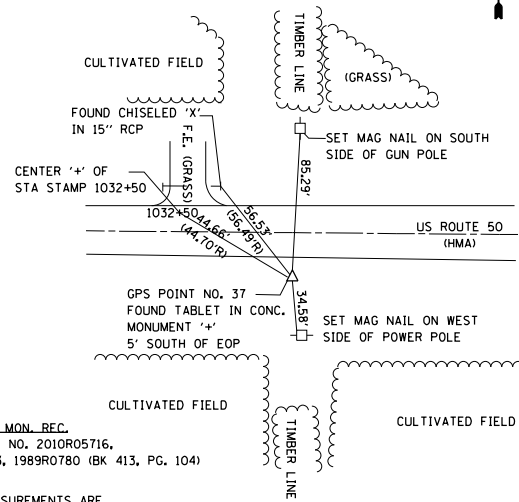 TIMBER LINE
CULTIVATED FIELD
(GRASS)
FOUND CHISELED 'X'
IN 15" RCP
F.E. (GRASS)
SET MAG NAIL ON SOUTH
SIDE OF GUN POLE
85.29'
CENTER '+' OF
STA STAMP 1032+50
1032+50
44.66'
(44.70'R)
56.53'
(56.49'R)
US ROUTE 50
(HMA)
GPS POINT NO. 37
FOUND TABLET IN CONC.
MONUMENT '+'
5' SOUTH OF EOP
34.58'
SET MAG NAIL ON WEST
SIDE OF POWER POLE
CULTIVATED FIELD
CULTIVATED FIELD
TIMBER LINE
MON. REC.
NO. 2010R05716,
1989R0780 (BK 413, PG. 104)